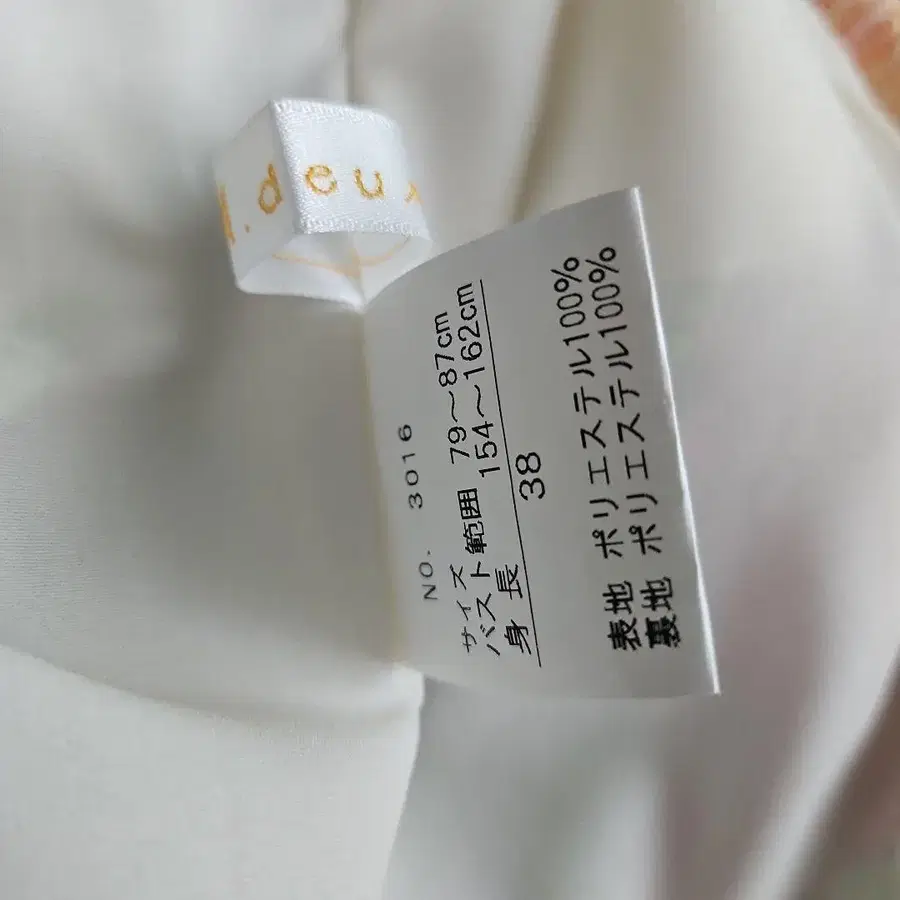 .deu
NO. 3016
サイズ
バスト範囲 79～87cm
身長 154～162cm
38
表地 ポリエステル100%
裏地 ポリエステル100%